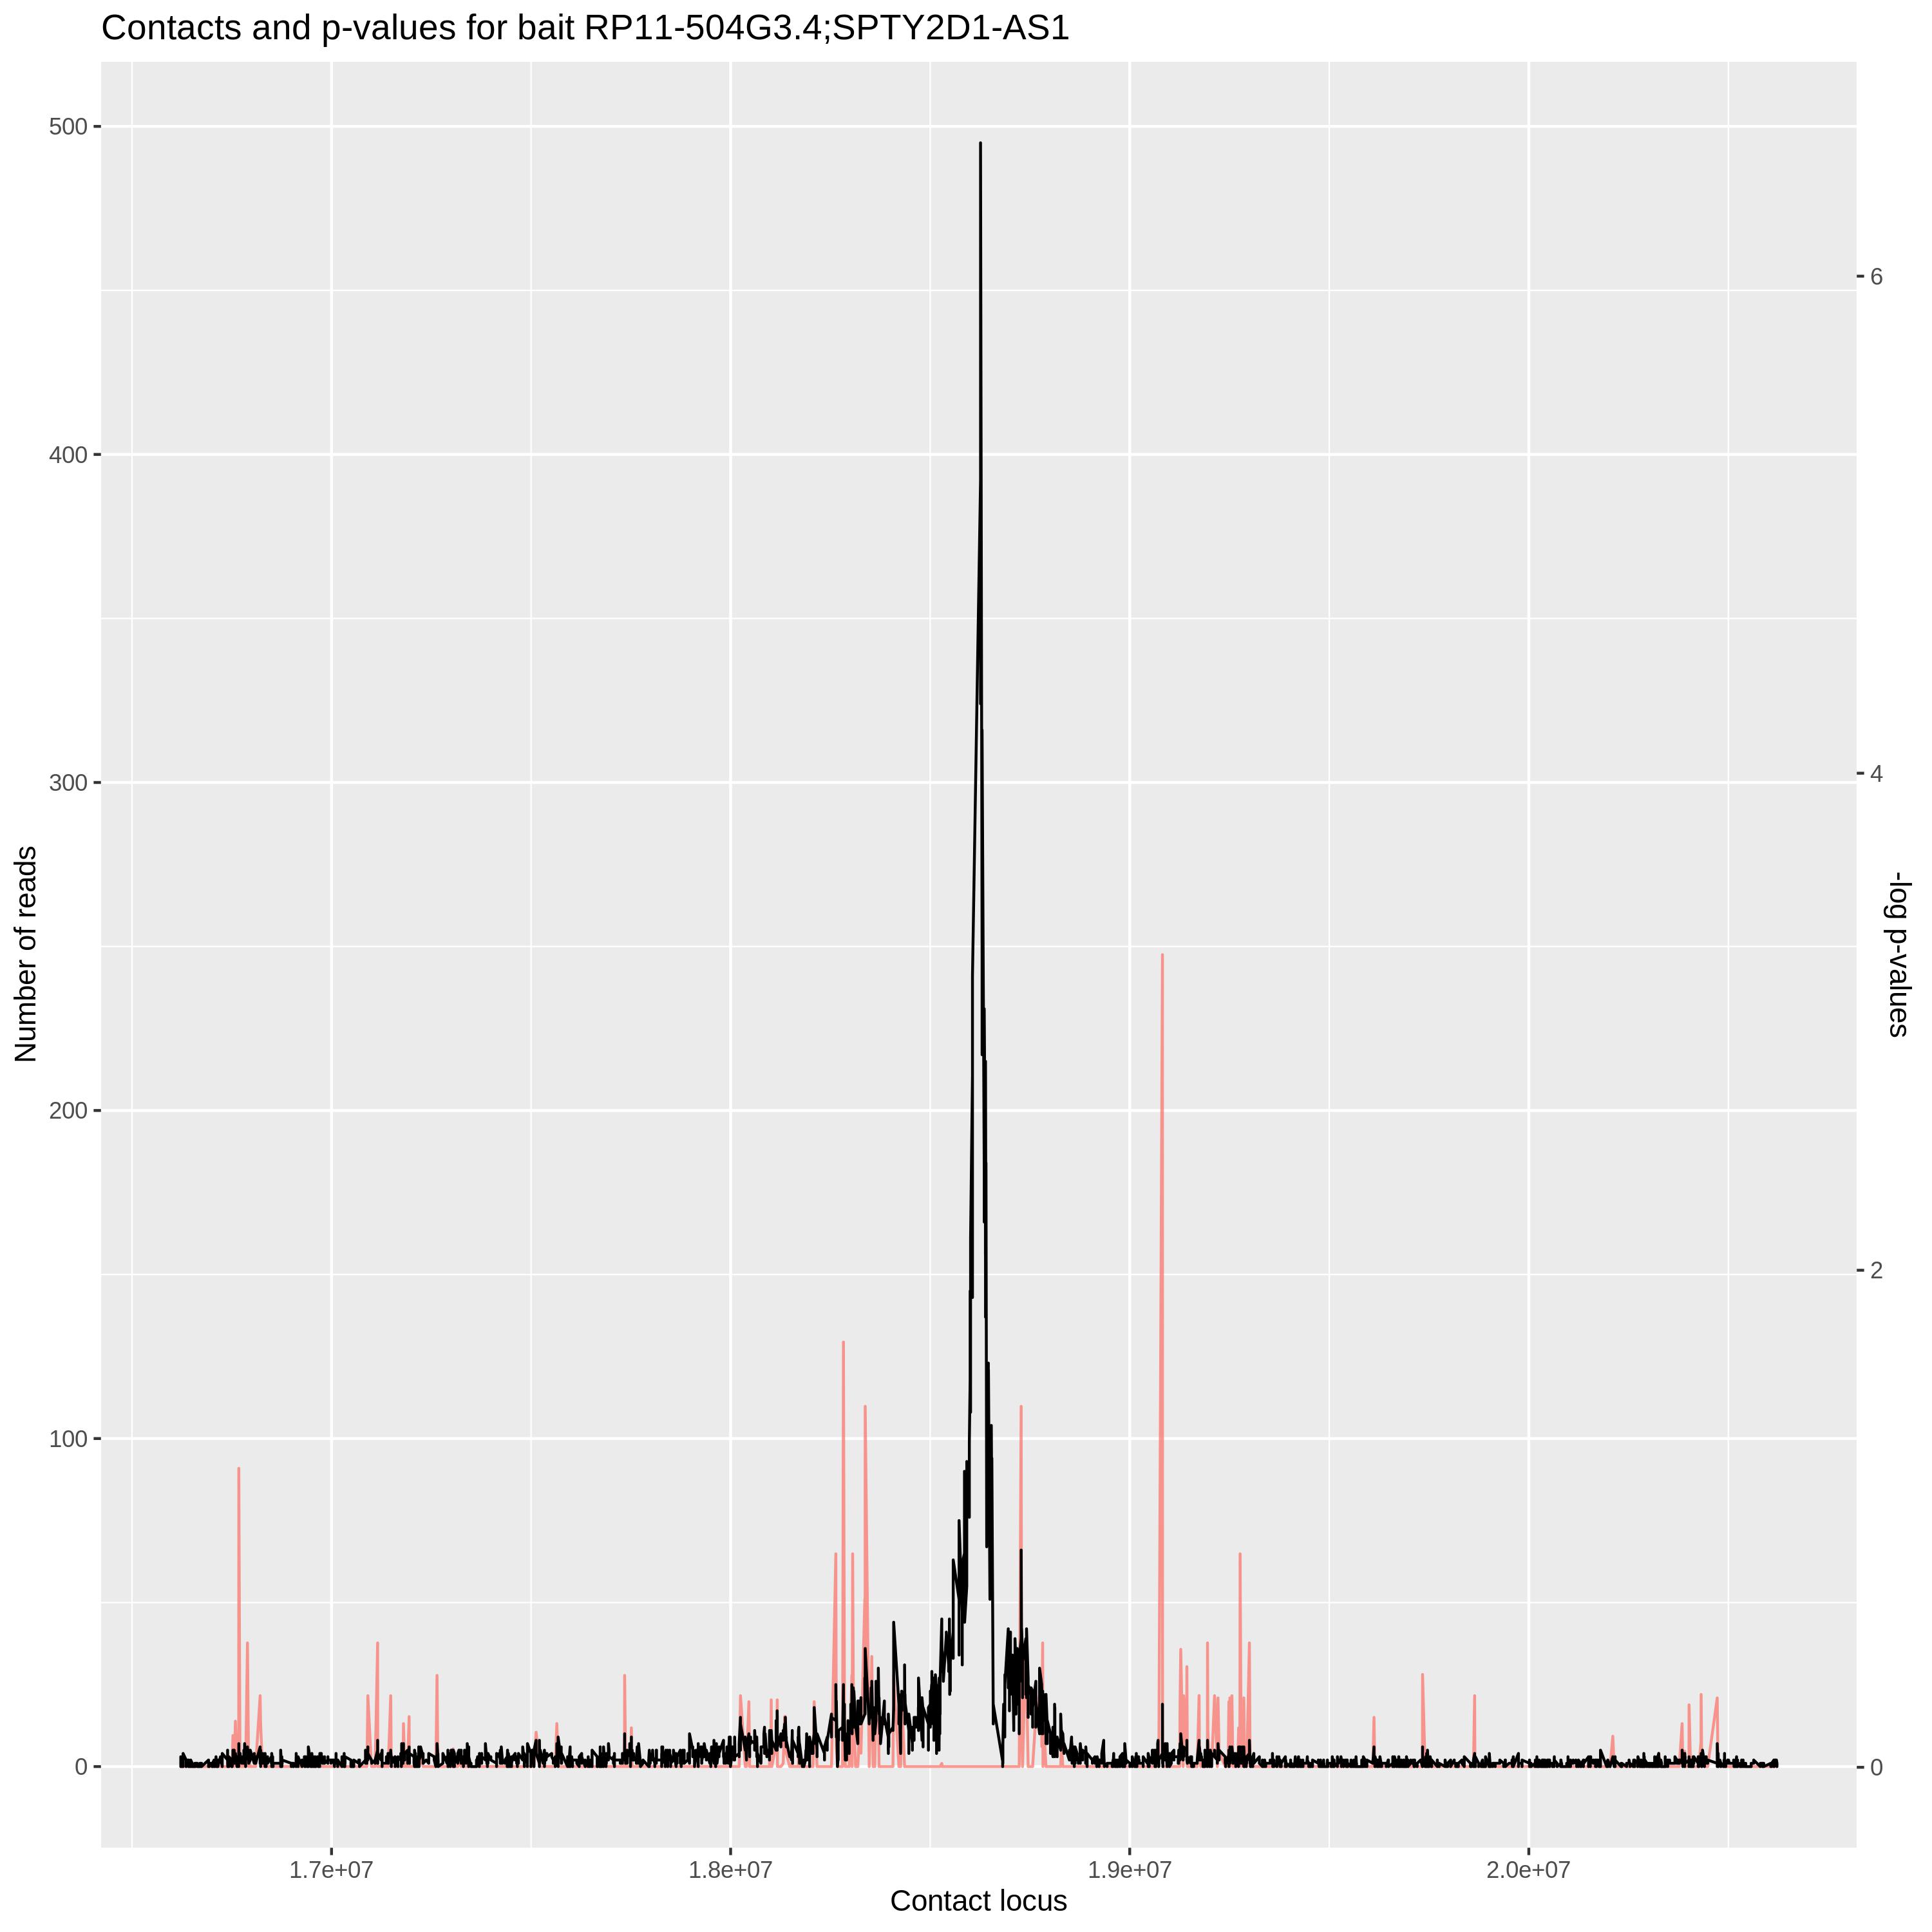 Contacts and p-values for bait RP11-504G3.4;SPTY2D1-AS1
500
400
300
200
100
0
Number of reads
6
4
2
0
-log p-values
1.7e+07 1.8e+07 1.9e+07 2.0e+07
Contact locus